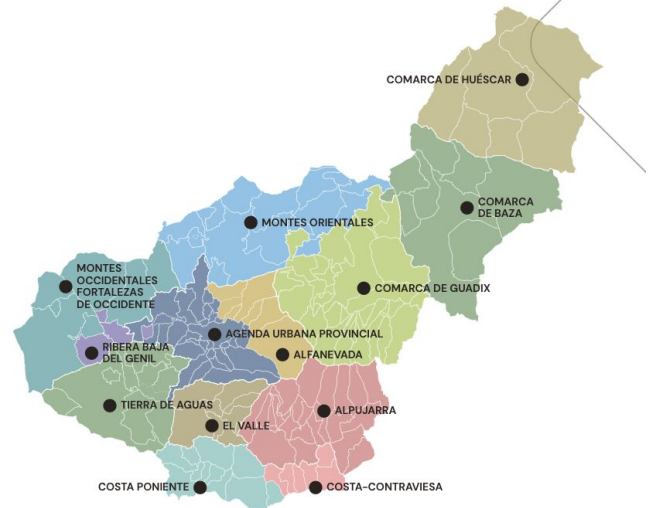 COMARCA DE HUÉSCAR
COMARCA
DE BAZA
MONTES ORIENTALES
MONTES
OCCIDENTALES
FORTALEZAS
DE OCCIDENTE
COMARCA DE GUADIX
AGENDA URBANA PROVINCIAL
RIBERA BAJA
DEL GENIL
ALFANEVADA
TIERRA DE AGUAS
ALPUJARRA
EL VALLE
COSTA PONIENTE
COSTA-CONTRAVIESA